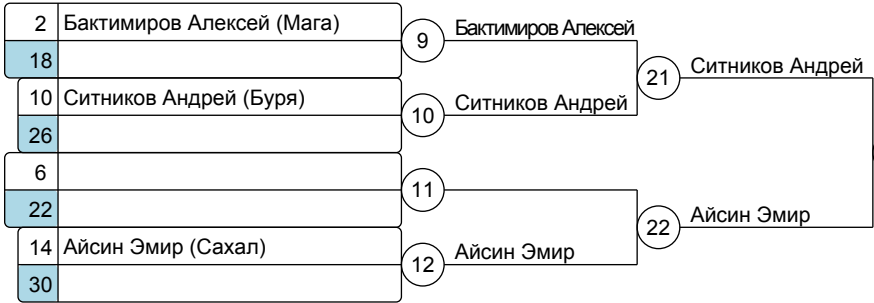 2 Бактимиров Алексей (Мага)
18
9 Бактимиров Алексей
10 Ситников Андрей (Буря)
26
10 Ситников Андрей
21 Ситников Андрей
6
22
11
14 Айсин Эмир (Сахал)
30
12 Айсин Эмир
22 Айсин Эмир